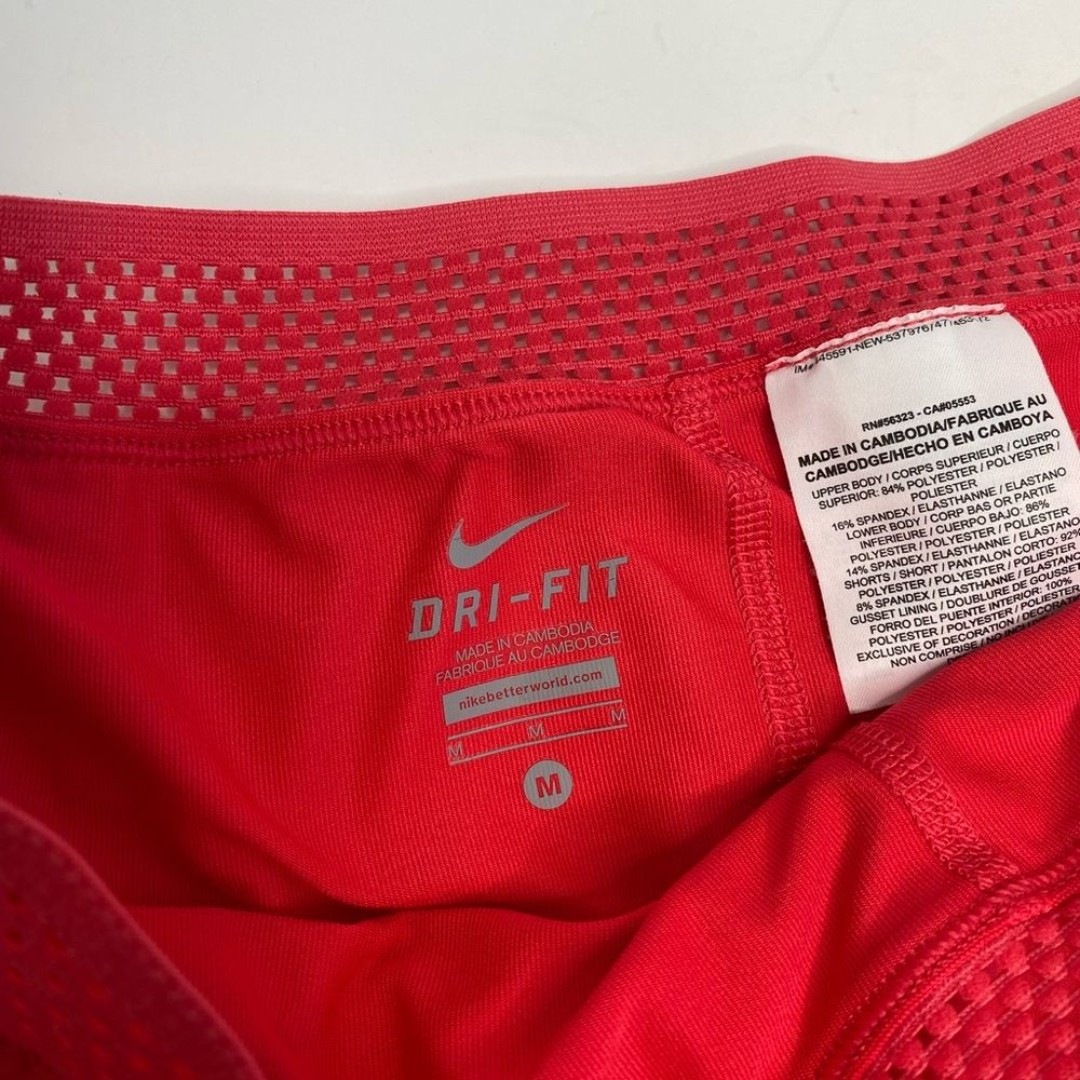 DRI-FIT
MADE IN CAMBODIA
FABRIQUE AU CAMBODGE
nikebetterworld.com
M M M
M
RN#56323 - CA#05553
MADE IN CAMBODIA/FABRIQUE AU
CAMBODGE/HECHO EN CAMBOYA
UPPER BODY / CORPS SUPERIEUR / CUERPO
SUPERIOR: 84% POLYESTER / POLYESTER /
POLIESTER
16% SPANDEX / ELASTHANNE / ELASTANO
LOWER BODY / CORP BAS OR PARTIE
INFERIEURE / CUERPO BAJO: 86%
POLYESTER / POLYESTER / POLIESTER
14% SPANDEX / ELASTHANNE / ELASTANO
SHORTS / SHORT / PANTALON CORTO: 92%
POLYESTER / POLYESTER / POLIESTER
8% SPANDEX / ELASTHANNE / ELASTANO
GUSSET LINING / DOUBLURE DE GOUSSET
FORRO DEL PUENTE INTERIOR: 100%
POLYESTER / POLYESTER / POLIESTER
EXCLUSIVE OF DECORATION /
NON COMPRISE / NO